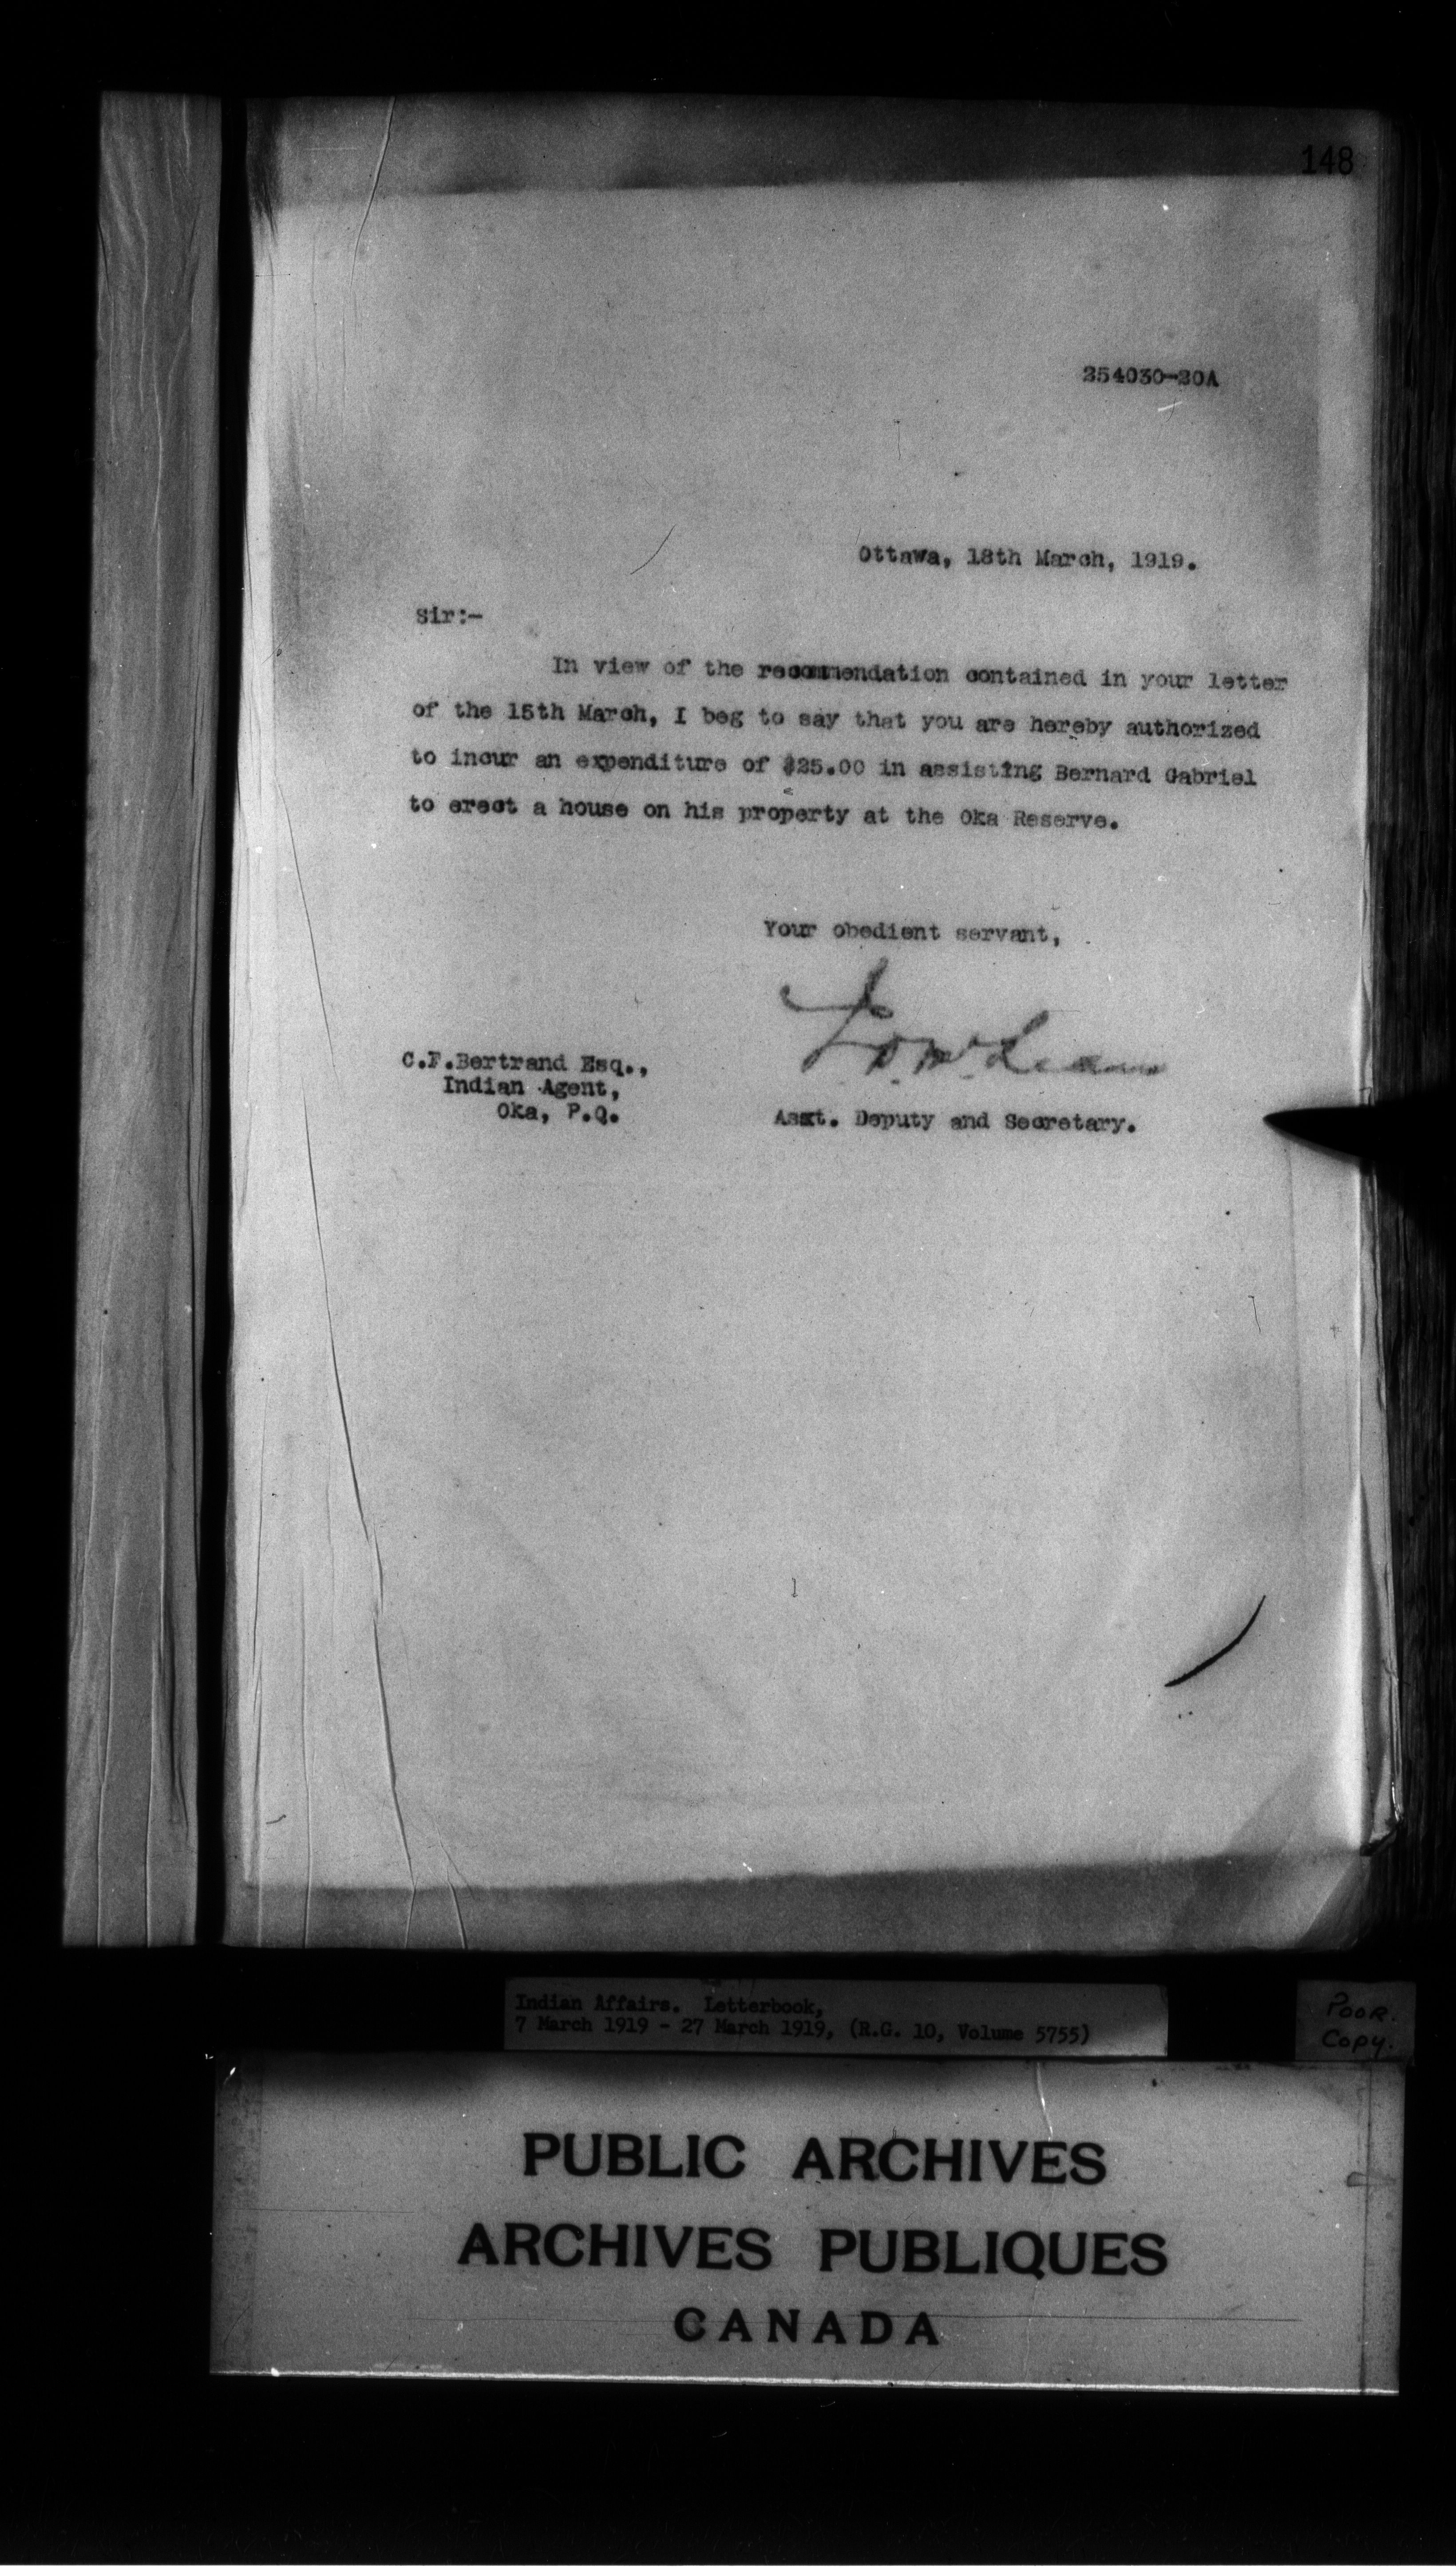 148
254030-20A
Ottawa, 18th March, 1919.
Sir:-
In view of the recommendation contained in your letter
of the 15th March, I beg to say that you are hereby authorized
to incur an expenditure of $25.00 in assisting Bernard Gabriel
to erect a house on his property at the Oka Reserve.
Your obedient servant,
C.F.Bertrand Esq.,
Indian Agent,
Oka, P.Q.
Asst. Deputy and Secretary.
Indian Affairs. Letterbook,
7 March 1919 - 27 March 1919, (R.G. 10, Volume 5755)
POOR.
Copy.
PUBLIC ARCHIVES
ARCHIVES PUBLIQUES
CANADA